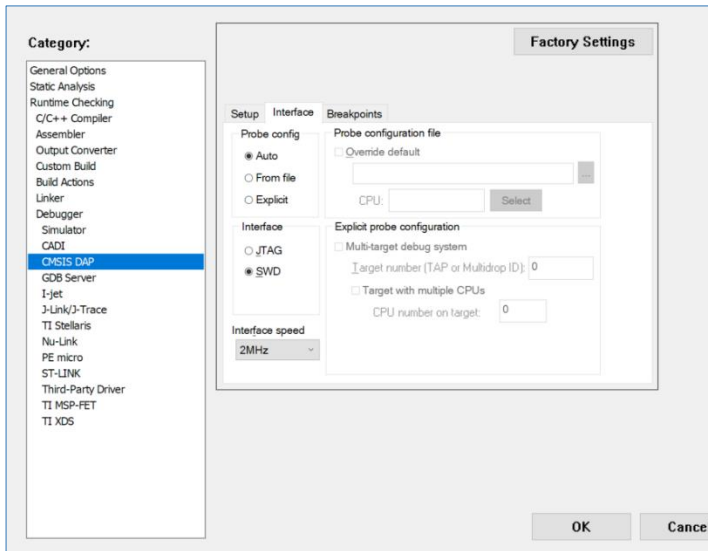 Category:
General Options
Static Analysis
Runtime Checking
C/C++ Compiler
Assembler
Output Converter
Custom Build
Build Actions
Linker
Debugger
Simulator
CADI
CMSIS DAP
GDB Server
I-jet
J-Link/J-Trace
TI Stellaris
Nu-Link
PE micro
ST-LINK
Third-Party Driver
TI MSP-FET
TI XDS
Factory Settings
Setup Interface Breakpoints
Probe config
Auto
From file
Explicit
Probe configuration file
Override default
...
CPU: Select
Interface
JTAG
SWD
Explicit probe configuration
Multi-target debug system
Target number (TAP or Multidrop ID): 0
Target with multiple CPUs
CPU number on target: 0
Interface speed
2MHz
OK Cance